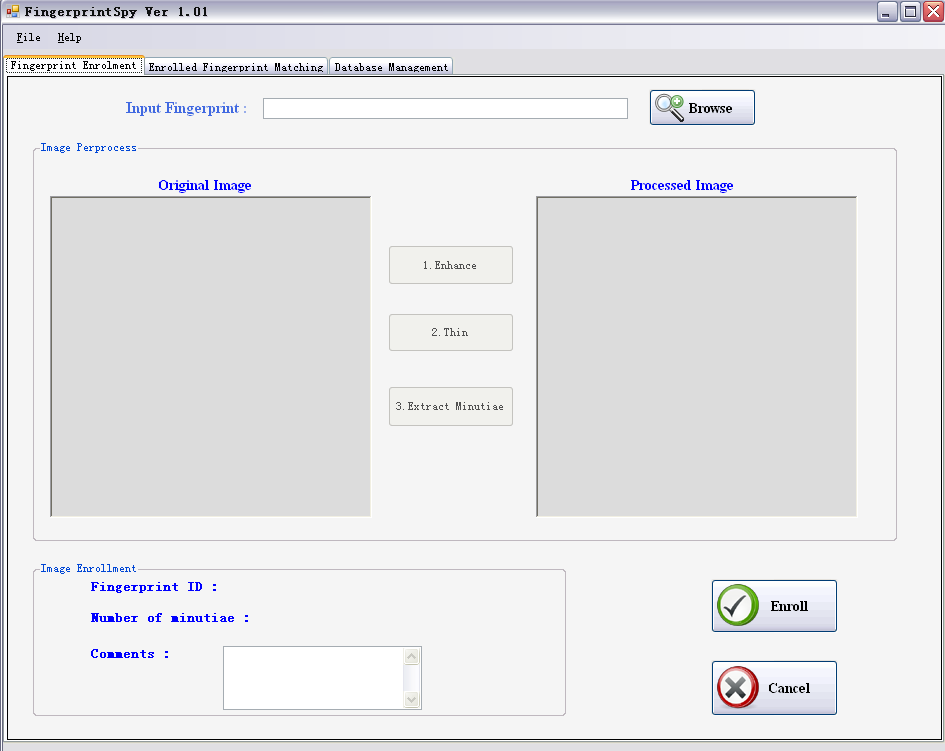 FingerprintSpy Ver 1.01
File Help
Fingerprint Enrolment Enrolled Fingerprint Matching Database Management
Input Fingerprint : Browse
Image Perprocess
Original Image Processed Image
1.Enhance
2.Thin
3.Extract Minutiae
Image Enrollment
Fingerprint ID :
Number of minutiae :
Comments :
Enroll
Cancel